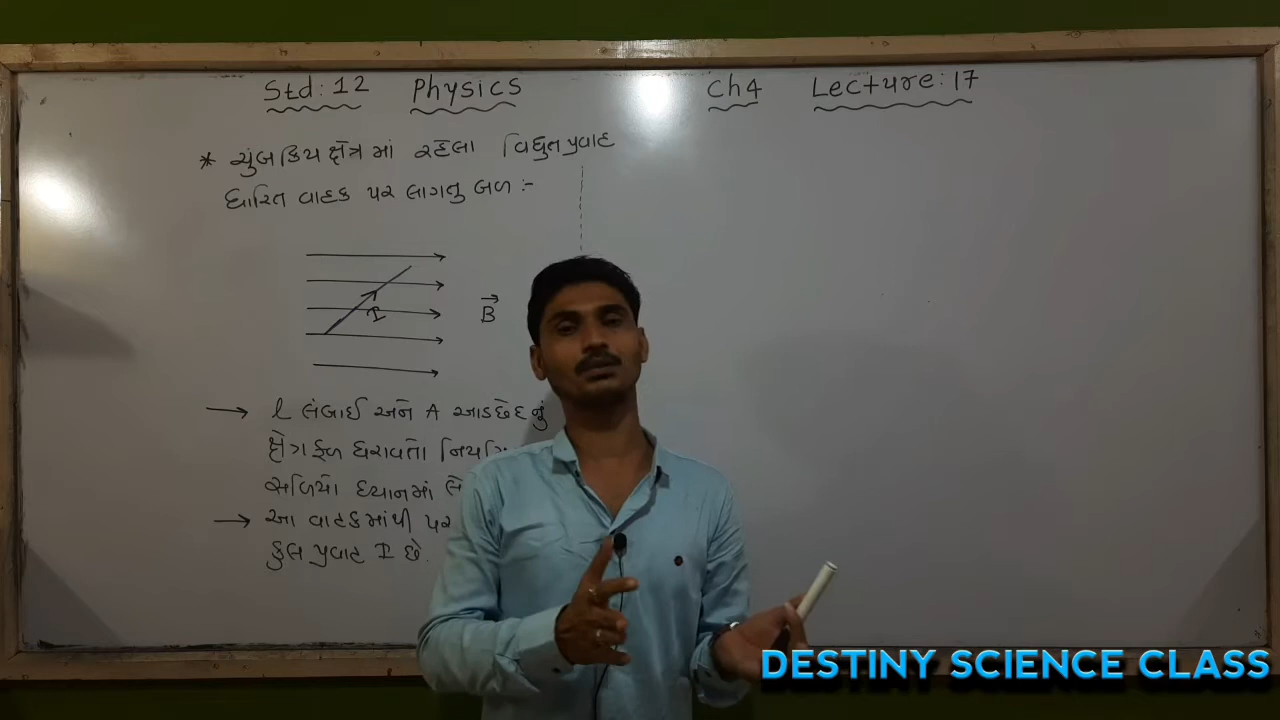 Std: 12 Physics Ch4 Lecture: 17
* ચુંબકિય ક્ષેત્ર માં રહેલા વિદ્યુતપ્રવાહ
ધારિત વાહક પર લાગતુ બળ :-
I
B
→ l લંબાઈ અને A આડછેદનું
ક્ષેત્રફળ ધરાવતો
સળિયો ધ્યાનમાં લો
→ આ વાહકમાંથી પર
કુલ પ્રવાહ I છે.
DESTINY SCIENCE CLASS